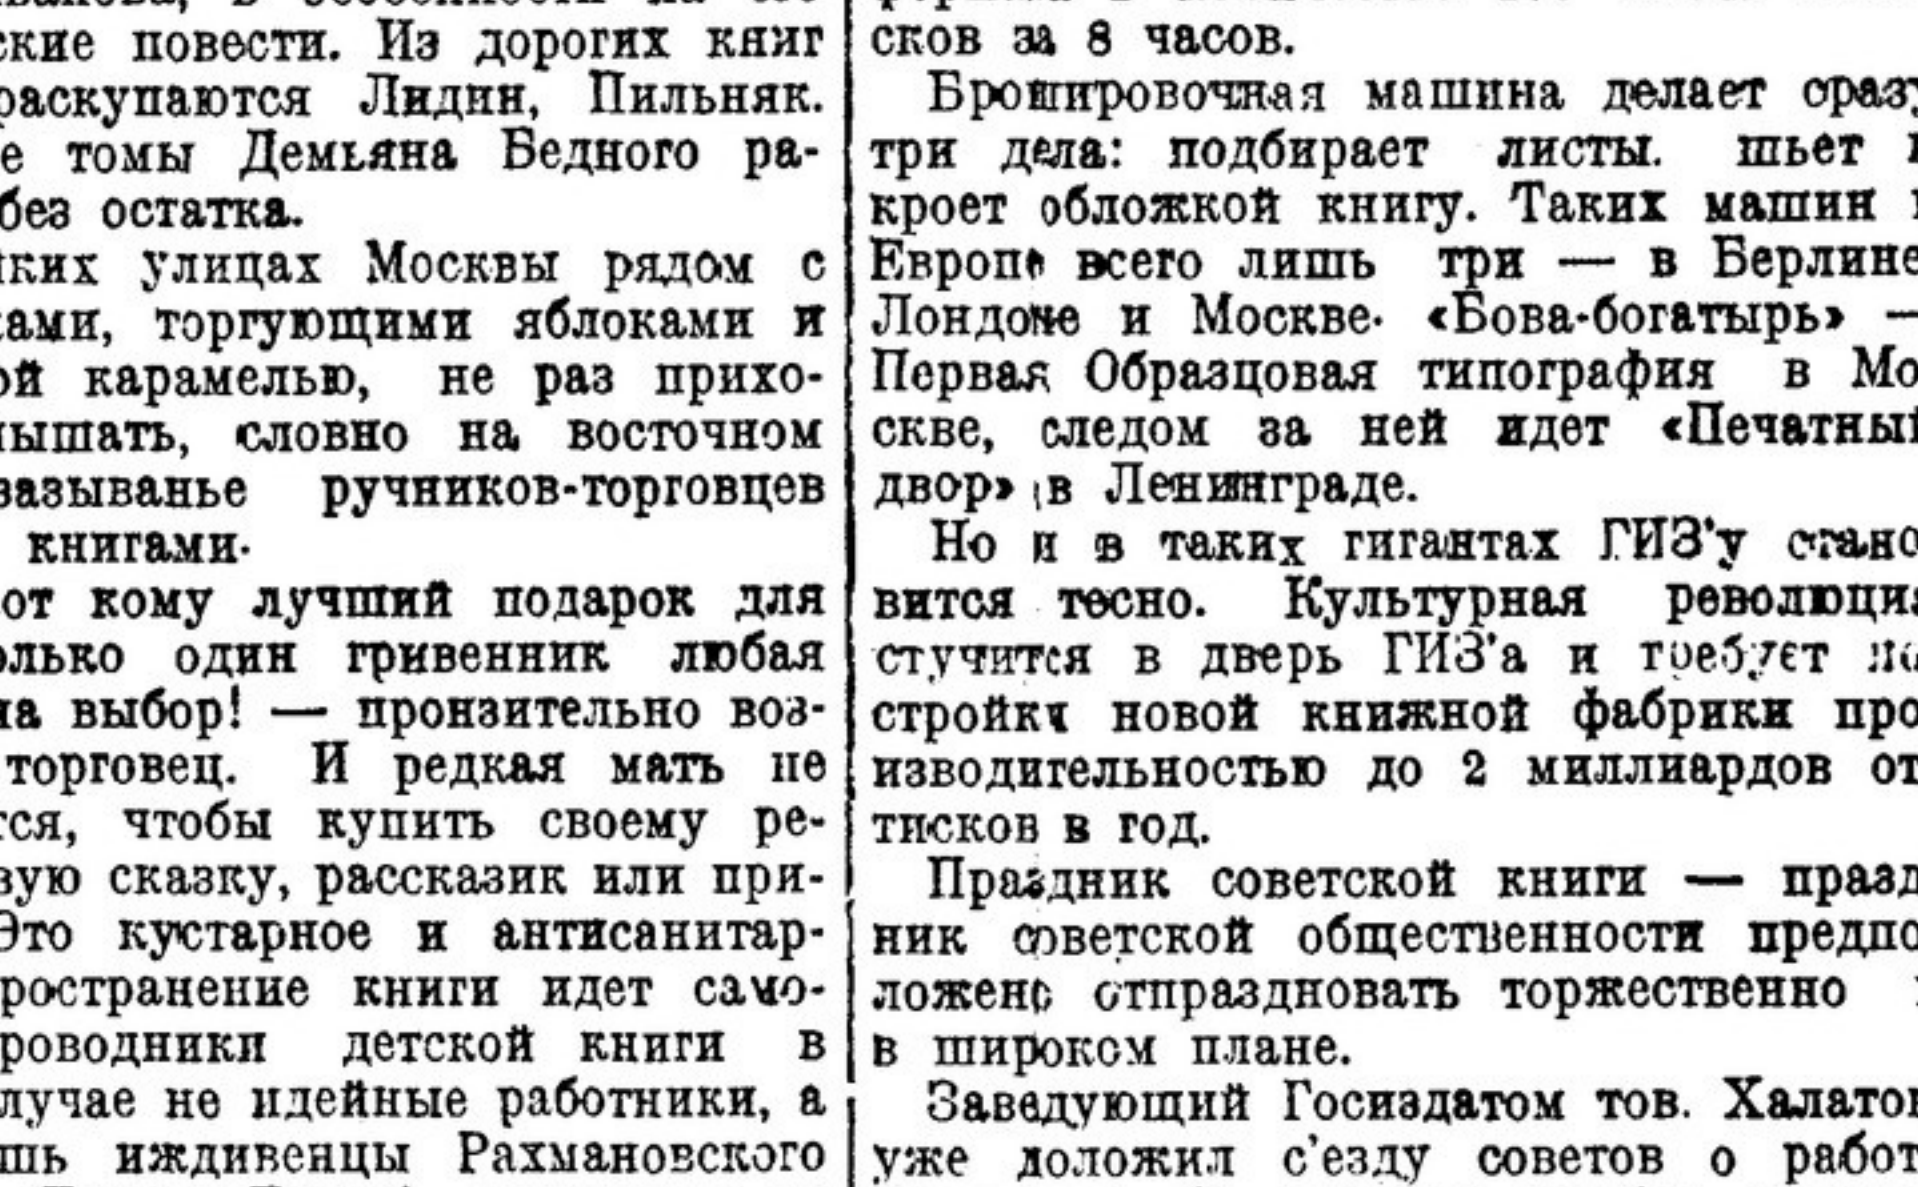 ские повести. Из дорогих книг
раскупаются Лидин, Пильняк.
е томы Демьяна Бедного ра-
без остатка.
ких улицах Москвы рядом с
ами, торгующими яблоками и
ой карамелью, не раз прихо-
лышать, словно на восточном
зазыванье ручников-торговцев
книгами.
от кому лучший подарок для
олько один гривенник любая
на выбор! — пронзительно воз-
торговец. И редкая мать не
тся, чтобы купить своему ре-
вую сказку, рассказик или при-
Это кустарное и антисанитар-
ространение книги идет само-
роводники детской книги в
лучае не идейные работники, а
шь иждивенцы Рахмановского
сков за 8 часов.
Брошировочная машина делает сразу
три дела: подбирает листы. шьет и
кроет обложкой книгу. Таких машин в
Европе всего лишь три — в Берлине
Лондоне и Москве. «Бова-богатырь» —
Первая Образцовая типография в Мо
скве, следом за ней идет «Печатный
двор» в Ленинграде.
Но и в таких гигантах ГИЗ'у стано
вится тесно. Культурная революция
стучится в дверь ГИЗ'а и требует по
стройки новой книжной фабрики про
изводительностью до 2 миллиардов от
тисков в год.
Праздник советской книги — празд
ник советской общественности предпо
ложено отпраздновать торжественно
в широком плане.
Заведующий Госиздатом тов. Халатов
уже доложил с'езду советов о работ